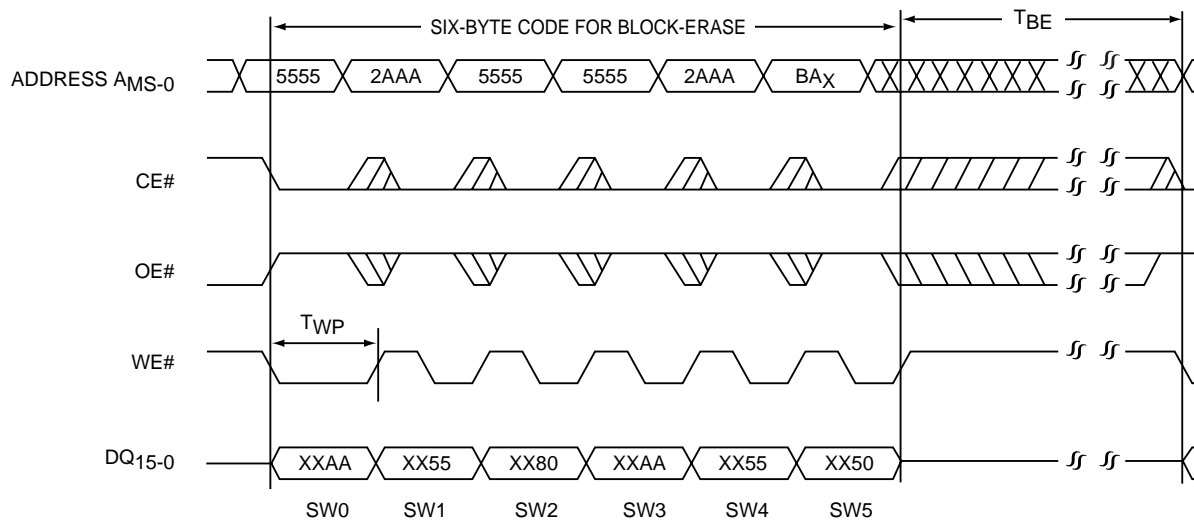 SIX-BYTE CODE FOR BLOCK-ERASE TBE
ADDRESS AMS-0 5555 2AAA 5555 5555 2AAA BAX
CE#
OE#
TWP
WE#
DQ15-0 XXAA XX55 XX80 XXAA XX55 XX50
SW0 SW1 SW2 SW3 SW4 SW5